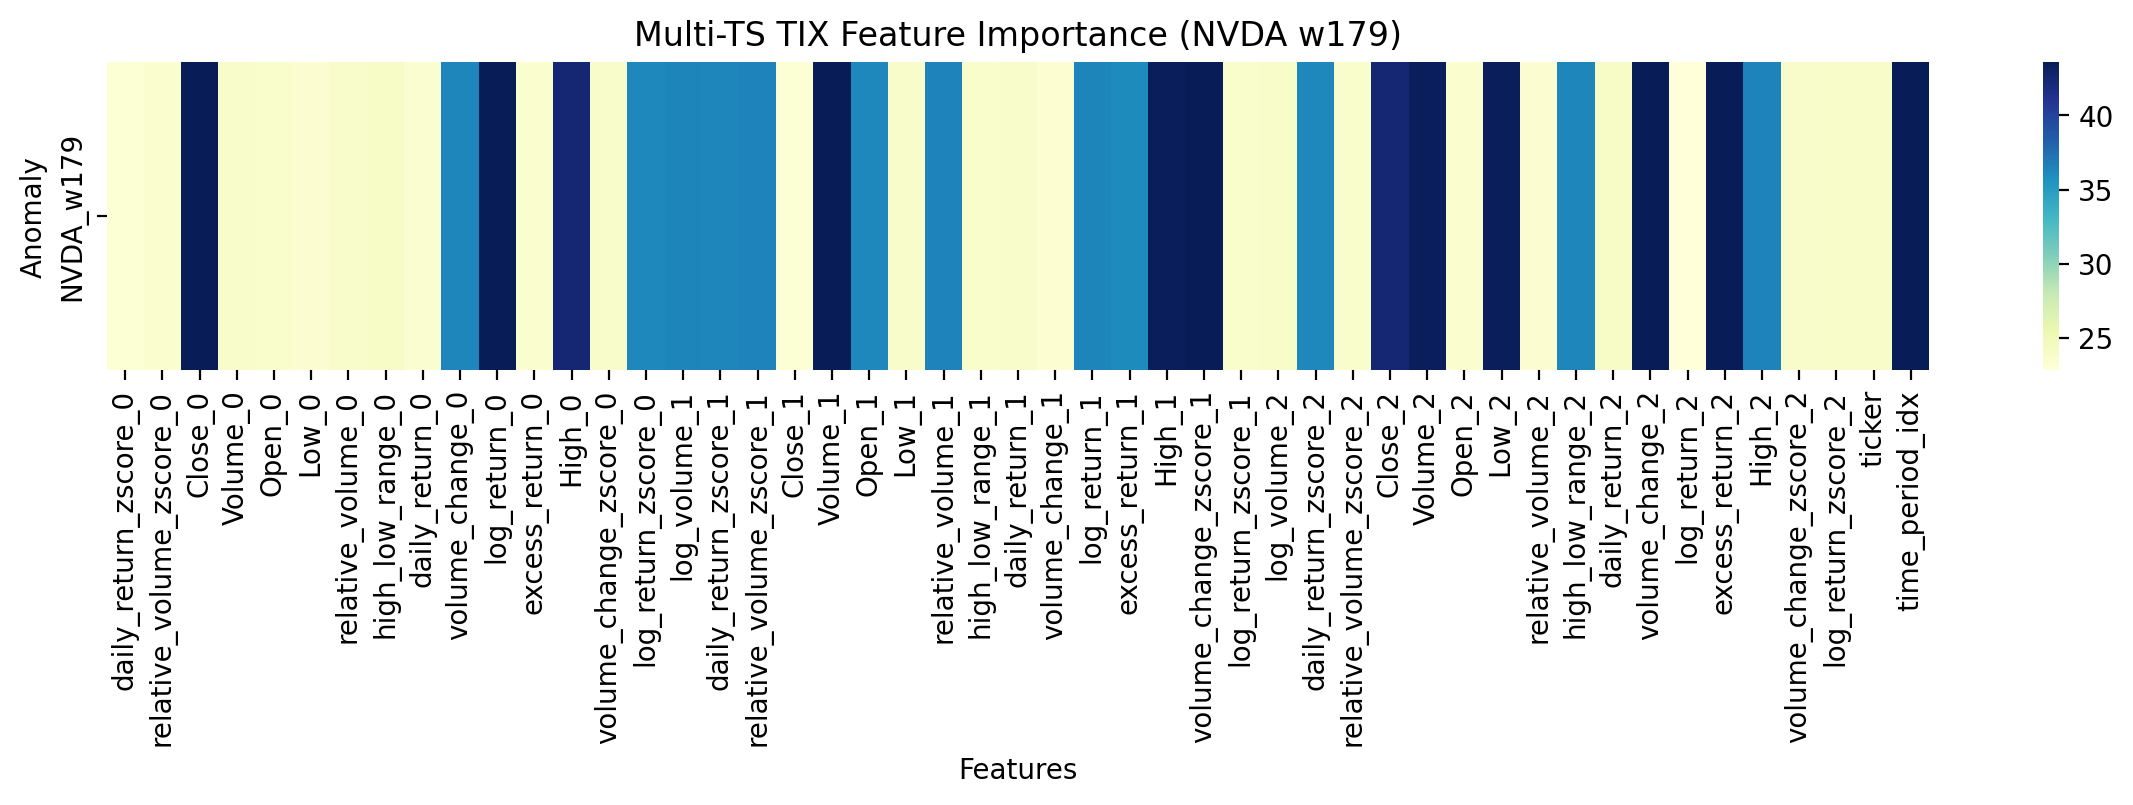 Multi-TS TIX Feature Importance (NVDA w179)
Anomaly
NVDA_w179
40
35
30
25
daily_return_zscore_0
relative_volume_zscore_0
Close_0
Volume_0
Open_0
Low_0
relative_volume_0
high_low_range_0
daily_return_0
volume_change_0
log_return_0
excess_return_0
High_0
volume_change_zscore_0
log_return_zscore_0
log_volume_1
daily_return_zscore_1
relative_volume_zscore_1
Close_1
Volume_1
Open_1
Low_1
relative_volume_1
high_low_range_1
daily_return_1
volume_change_1
log_return_1
excess_return_1
High_1
volume_change_zscore_1
log_return_zscore_1
log_volume_2
daily_return_zscore_2
relative_volume_zscore_2
Close_2
Volume_2
Open_2
Low_2
relative_volume_2
high_low_range_2
daily_return_2
volume_change_2
log_return_2
excess_return_2
High_2
volume_change_zscore_2
log_return_zscore_2
ticker
time_period_idx
Features